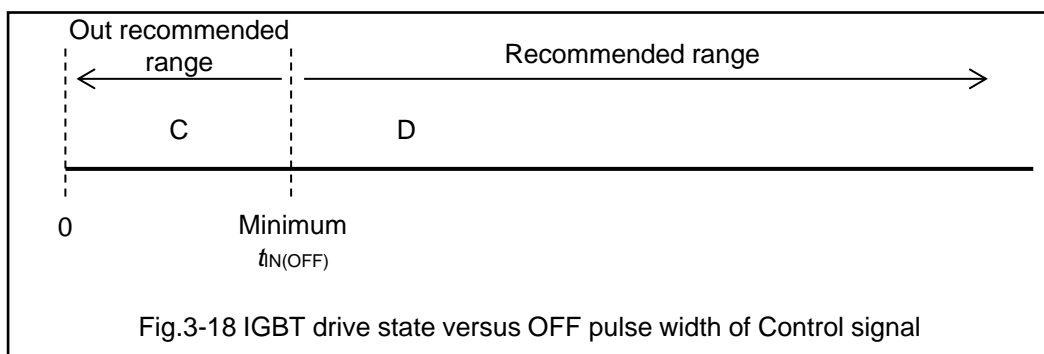 Out recommended
range
Recommended range
C
D
0
Minimum
tIN(OFF)
Fig.3-18 IGBT drive state versus OFF pulse width of Control signal